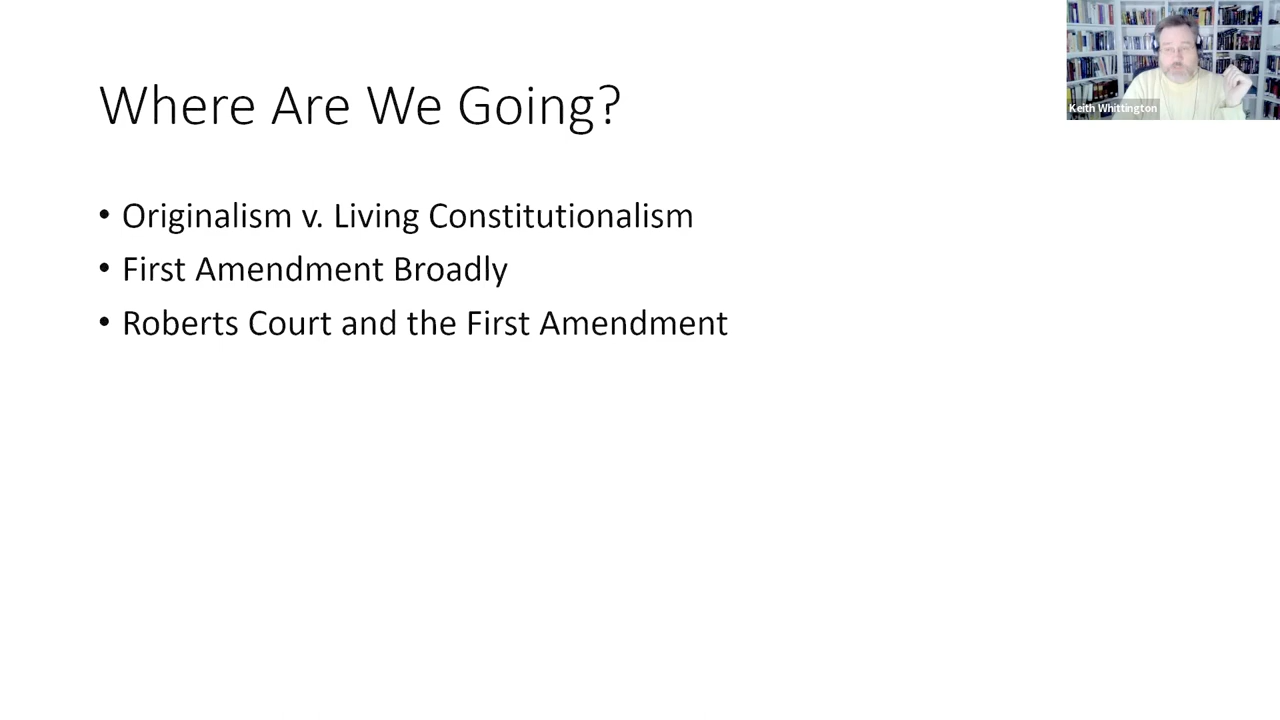 Where Are We Going?
• Originalism v. Living Constitutionalism
• First Amendment Broadly
• Roberts Court and the First Amendment
Keith Whittington